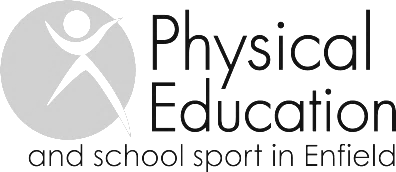 Physical
Education
and school sport in Enfield